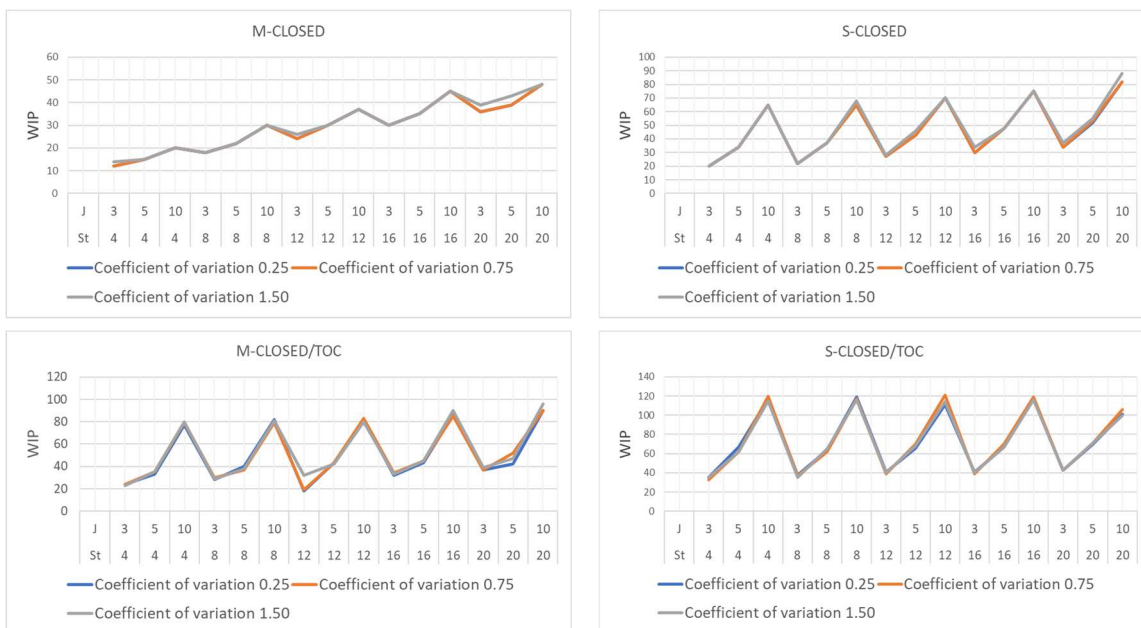 M-CLOSED
60
50
40
30
20
10
0
WIP
J 3 5 10 3 5 10 3 5 10 3 5 10 3 5 10
St 4 4 4 8 8 8 12 12 12 16 16 16 20 20 20
Coefficient of variation 0.25 Coefficient of variation 0.75
Coefficient of variation 1.50
S-CLOSED
100
90
80
70
60
50
40
30
20
10
0
WIP
J 3 5 10 3 5 10 3 5 10 3 5 10 3 5 10
St 4 4 4 8 8 8 12 12 12 16 16 16 20 20 20
Coefficient of variation 0.25 Coefficient of variation 0.75
Coefficient of variation 1.50
M-CLOSED/TOC
120
100
80
60
40
20
0
WIP
J 3 5 10 3 5 10 3 5 10 3 5 10 3 5 10
St 4 4 4 8 8 8 12 12 12 16 16 16 20 20 20
Coefficient of variation 0.25 Coefficient of variation 0.75
Coefficient of variation 1.50
S-CLOSED/TOC
140
120
100
80
60
40
20
0
WIP
J 3 5 10 3 5 10 3 5 10 3 5 10 3 5 10
St 4 4 4 8 8 8 12 12 12 16 16 16 20 20 20
Coefficient of variation 0.25 Coefficient of variation 0.75
Coefficient of variation 1.50